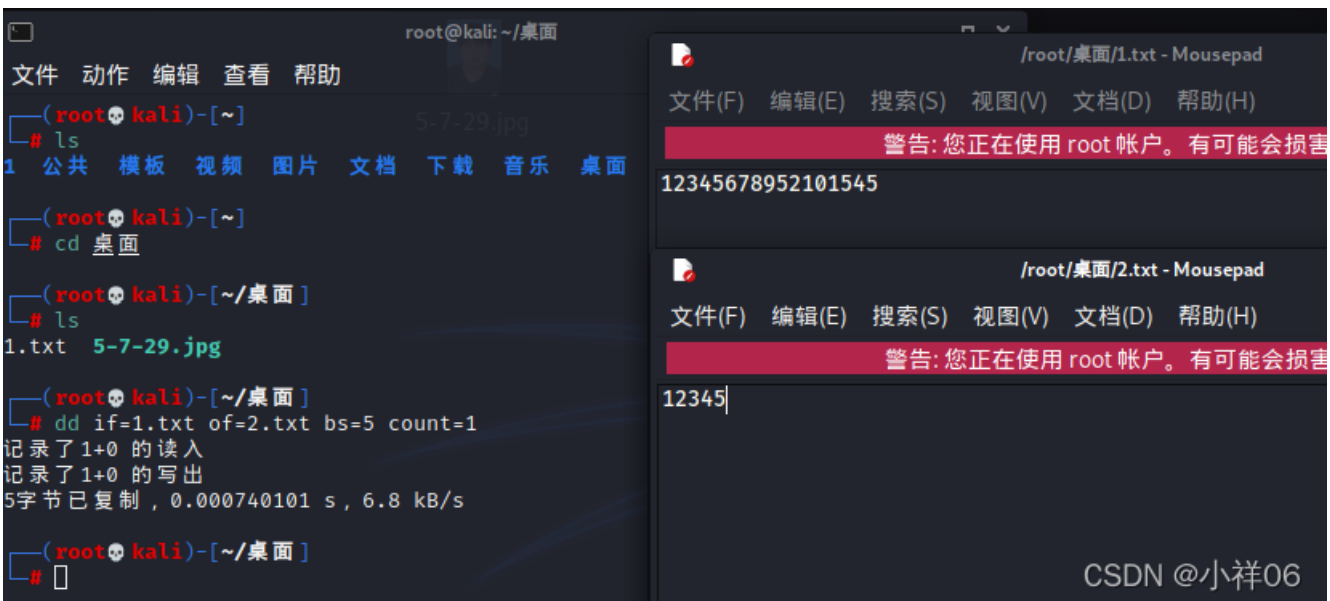 root@kali: ~/桌面
文件 动作 编辑 查看 帮助
5-7-29.jpg
(root💀kali)-[~]
# ls
1 公共 模板 视频 图片 文档 下载 音乐 桌面
(root💀kali)-[~]
# cd 桌面
(root💀kali)-[~/桌面]
# ls
1.txt 5-7-29.jpg
(root💀kali)-[~/桌面]
# dd if=1.txt of=2.txt bs=5 count=1
记录了1+0 的读入
记录了1+0 的写出
5字节已复制，0.000740101 s，6.8 kB/s
(root💀kali)-[~/桌面]
#
/root/桌面/1.txt - Mousepad
文件(F) 编辑(E) 搜索(S) 视图(V) 文档(D) 帮助(H)
警告: 您正在使用 root 帐户。有可能会损害
12345678952101545
/root/桌面/2.txt - Mousepad
文件(F) 编辑(E) 搜索(S) 视图(V) 文档(D) 帮助(H)
警告: 您正在使用 root 帐户。有可能会损害
12345
CSDN @小祥06